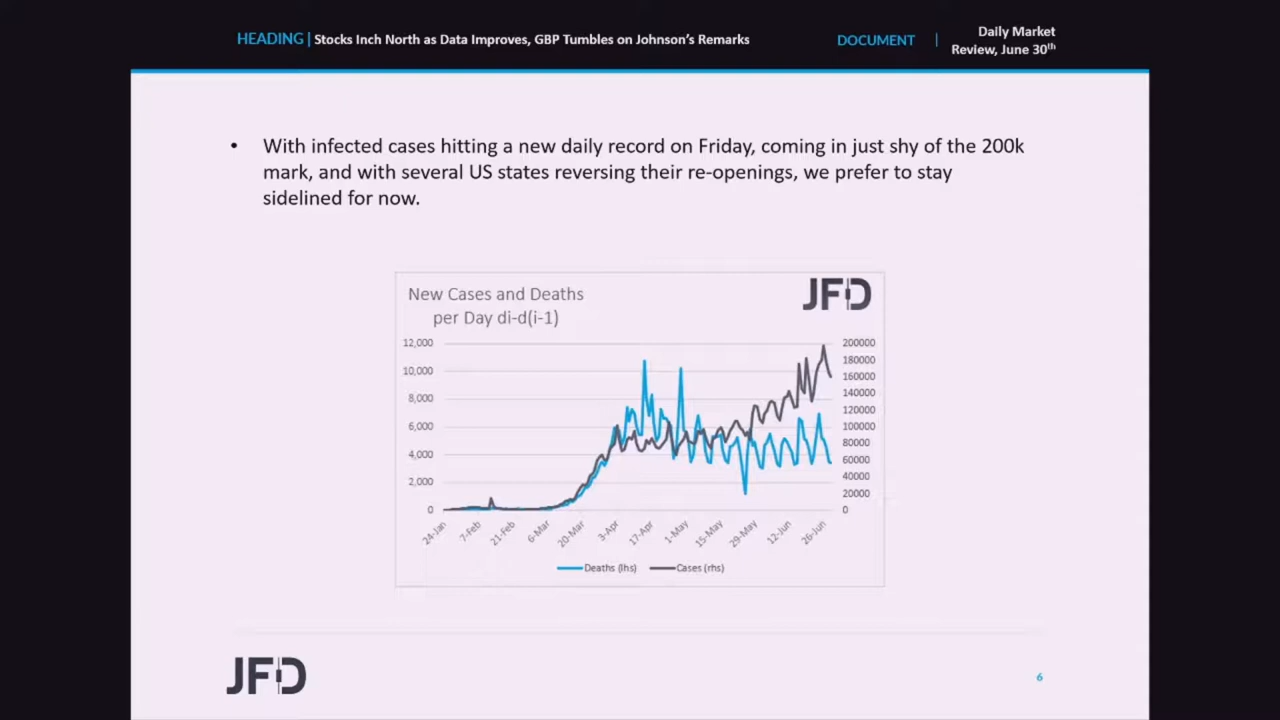 HEADING | Stocks Inch North as Data Improves, GBP Tumbles on Johnson's Remarks
DOCUMENT | Daily Market
Review, June 30th
• With infected cases hitting a new daily record on Friday, coming in just shy of the 200k
mark, and with several US states reversing their re-openings, we prefer to stay
sidelined for now.
New Cases and Deaths
per Day di-d(i-1)
JFD
12,000
10,000
8,000
6,000
4,000
2,000
0
200000
180000
160000
140000
120000
100000
80000
60000
40000
20000
0
24-Jan
7-Feb
21-Feb
6-Mar
20-Mar
3-Apr
17-Apr
1-May
15-May
29-May
12-Jun
26-Jun
Deaths (lhs)
Cases (rhs)
JFD
6